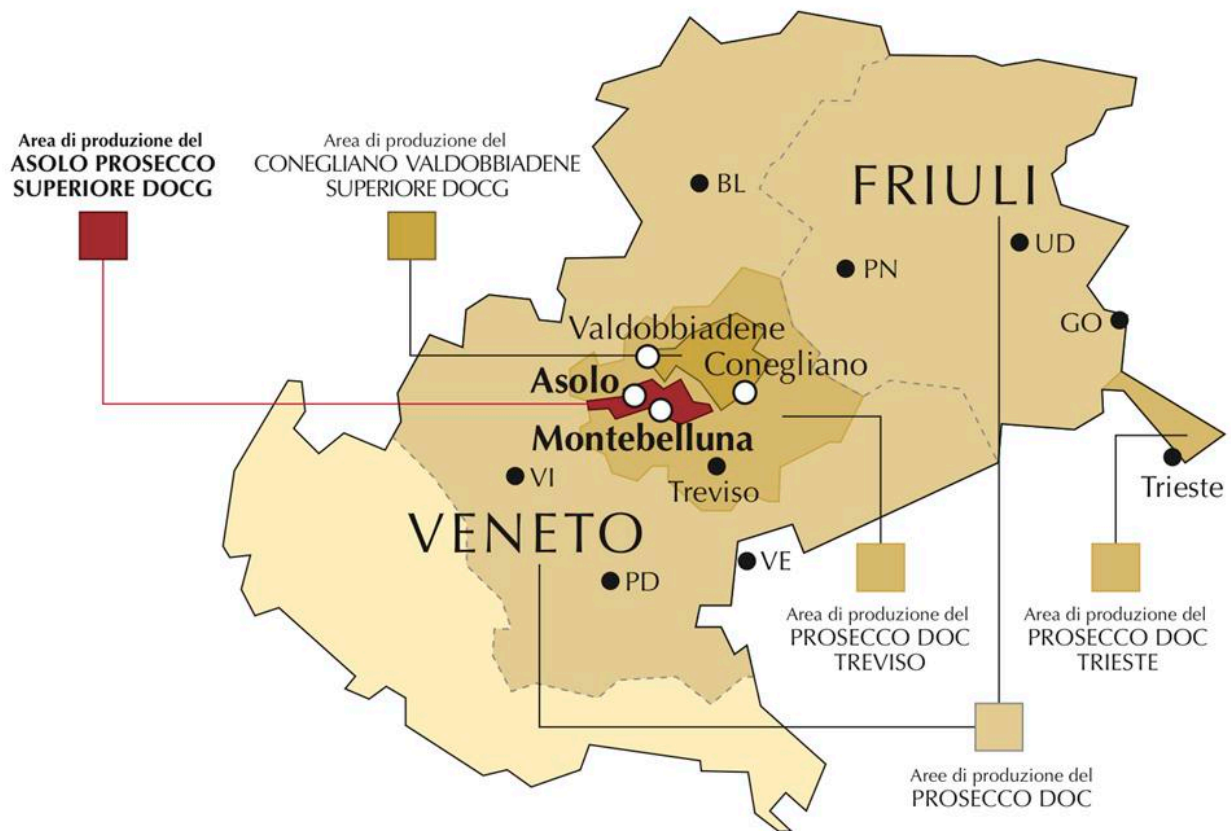 Area di produzione del
ASOLO PROSECCO
SUPERIORE DOCG
Area di produzione del
CONEGLIANO VALDOBBIADENE
SUPERIORE DOCG
BL
FRIULI
UD
PN
GO
Valdobbiadene
Conegliano
Asolo
Montebelluna
Treviso
VI
Trieste
VENETO
VE
PD
Area di produzione del
PROSECCO DOC
TREVISO
Area di produzione del
PROSECCO DOC
TRIESTE
Aree di produzione del
PROSECCO DOC